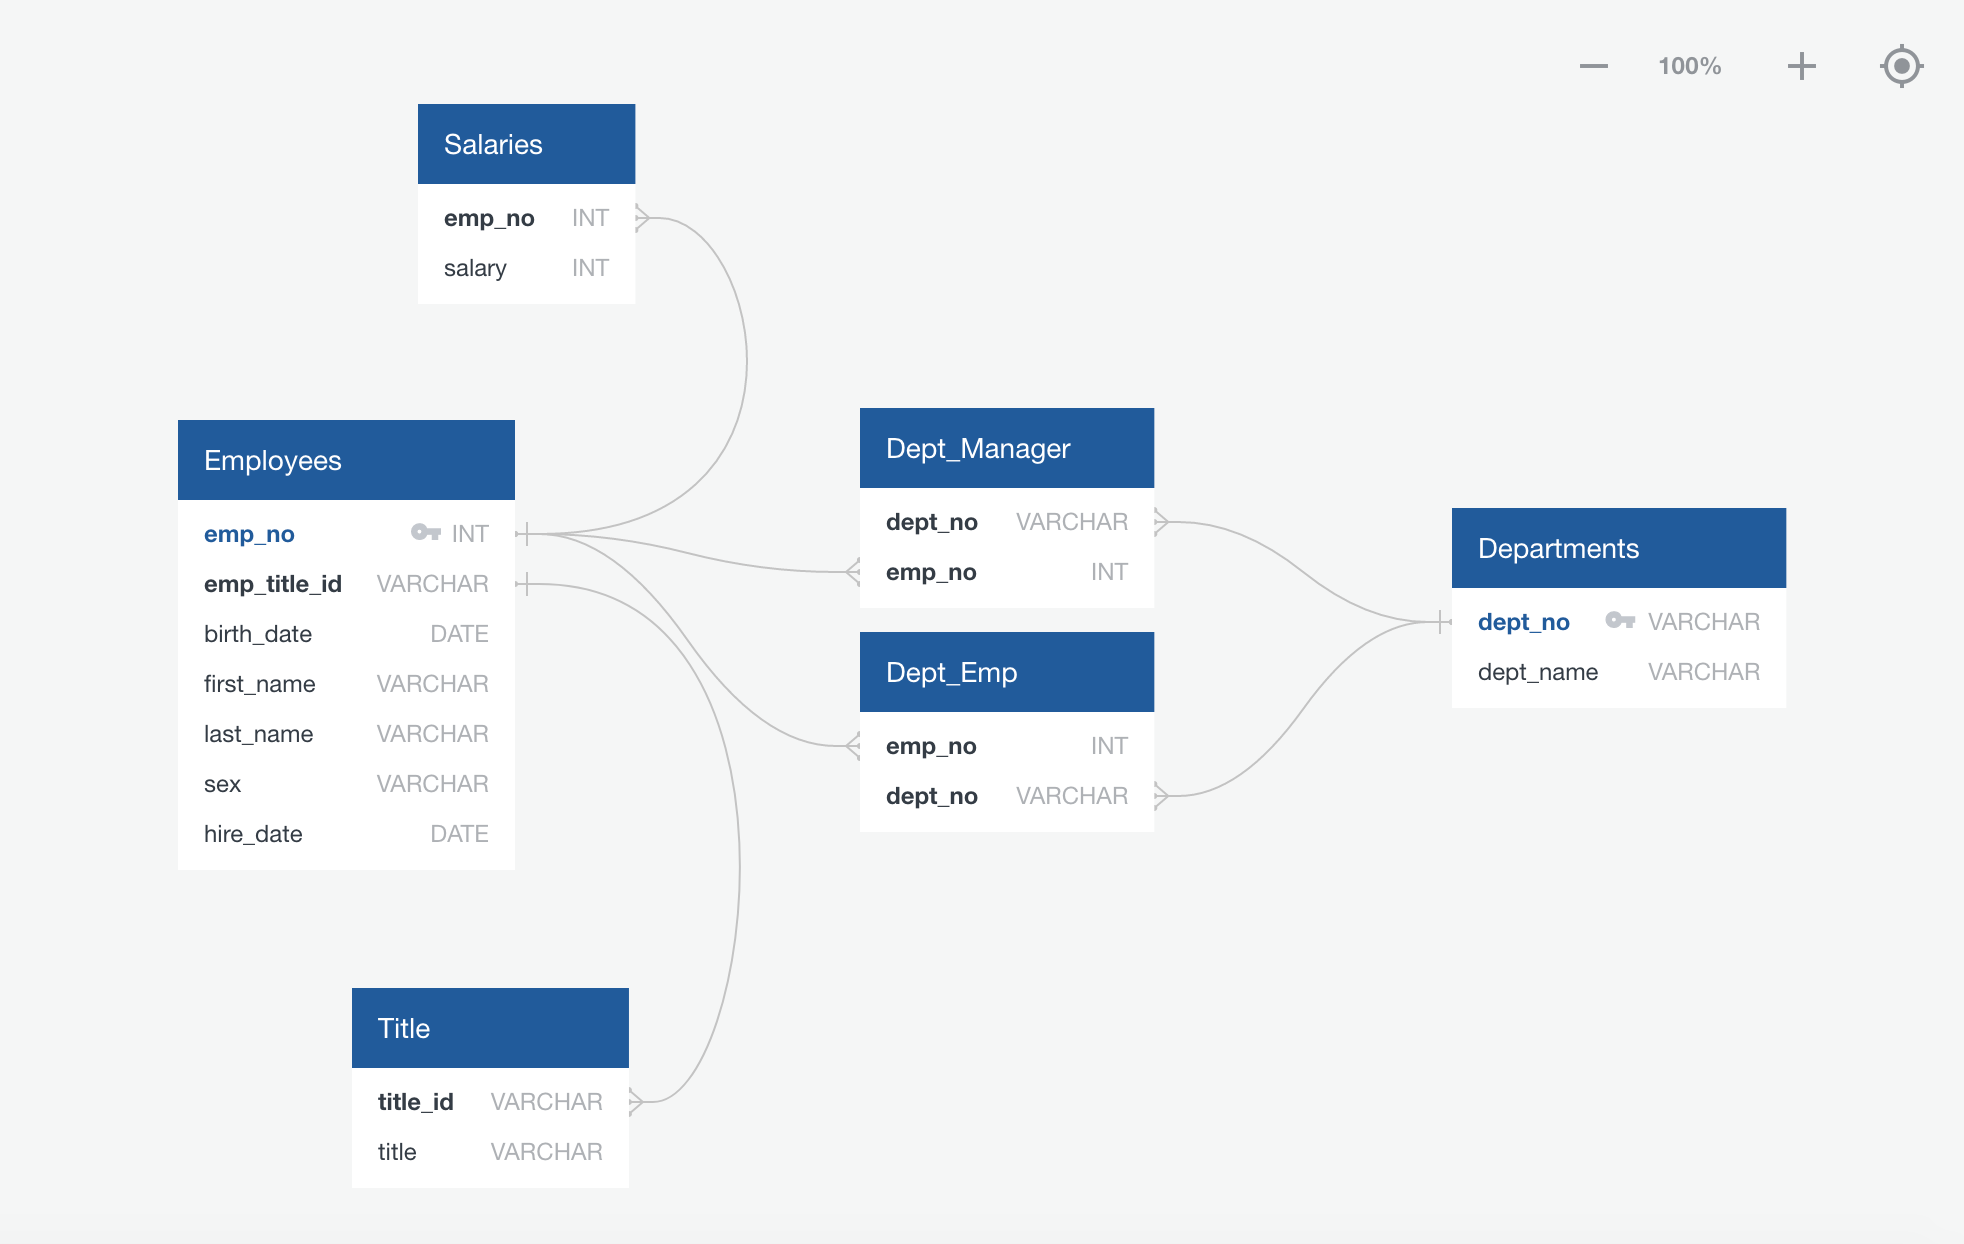 100%
Salaries
emp_no INT
salary INT
Employees
emp_no INT
emp_title_id VARCHAR
birth_date DATE
first_name VARCHAR
last_name VARCHAR
sex VARCHAR
hire_date DATE
Dept_Manager
dept_no VARCHAR
emp_no INT
Dept_Emp
emp_no INT
dept_no VARCHAR
Departments
dept_no VARCHAR
dept_name VARCHAR
Title
title_id VARCHAR
title VARCHAR